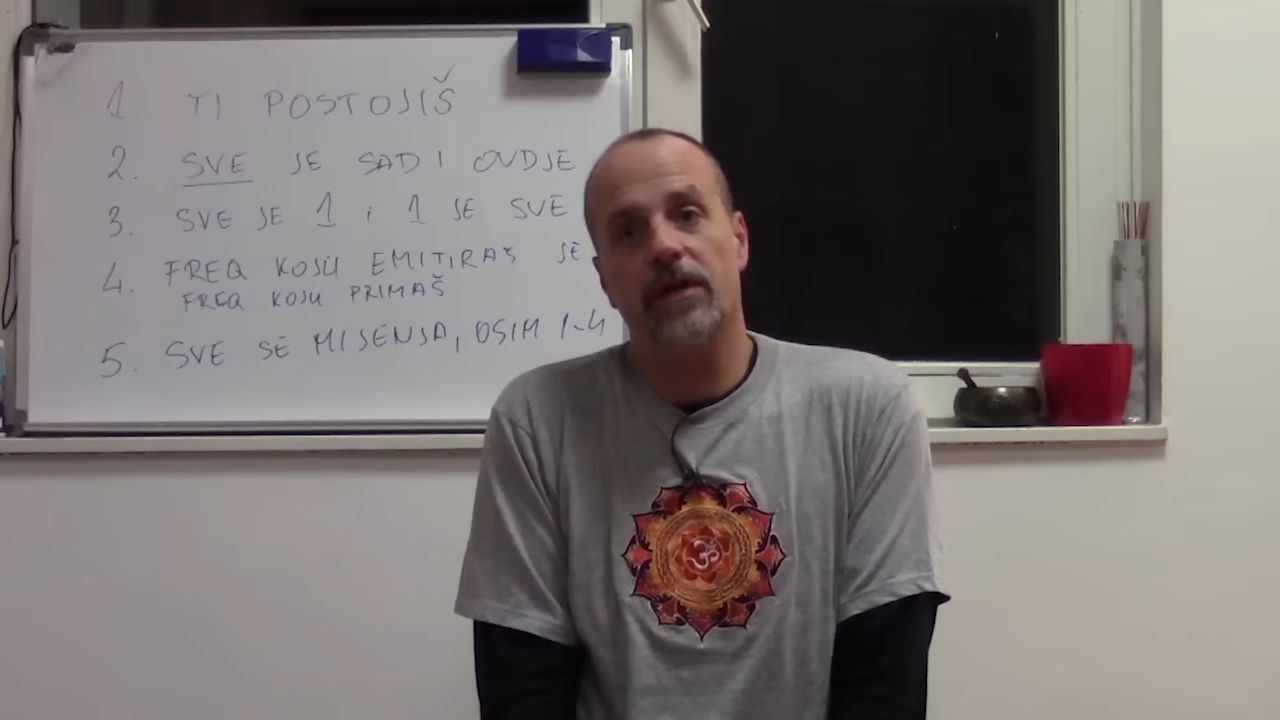 1. TI POSTOJIŠ
2. SVE JE SAD I OVDJE
3. SVE JE 1 i 1 JE SVE
4. FREQ KOJU EMITIRAŠ JE
FREQ KOJU PRIMAŠ
5. SVE SE MIJENJA, OSIM 1-4
ॐ